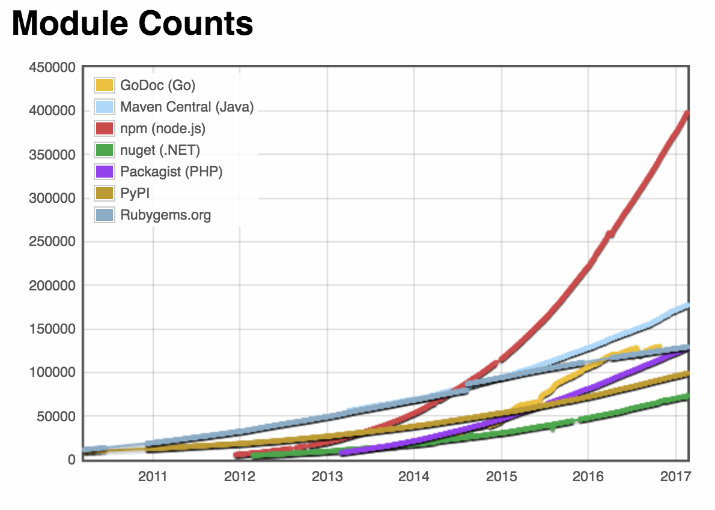 Module Counts
450000
400000
350000
300000
250000
200000
150000
100000
50000
0
GoDoc (Go)
Maven Central (Java)
npm (node.js)
nuget (.NET)
Packagist (PHP)
PyPI
Rubygems.org
2011 2012 2013 2014 2015 2016 2017